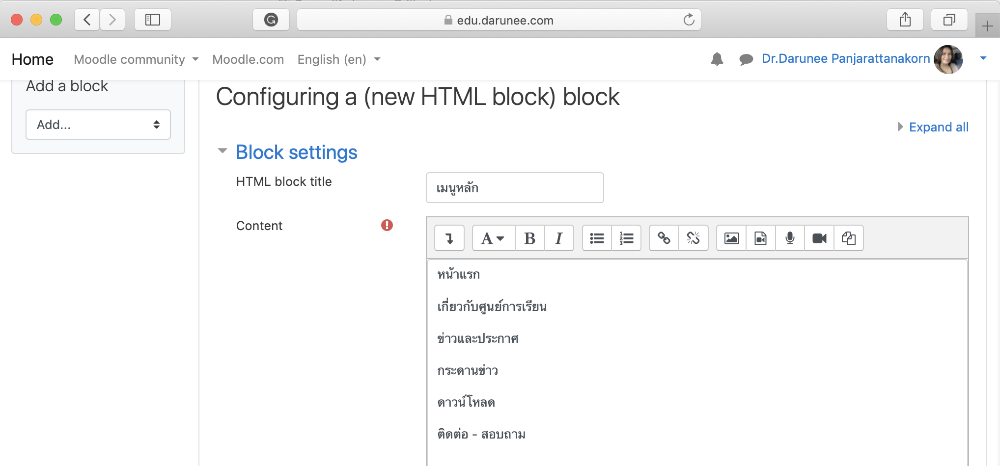 edu.darunee.com
Home Moodle community Moodle.com English (en) Dr.Darunee Panjarattanakorn
Add a block
Add...
Configuring a (new HTML block) block
Expand all
Block settings
HTML block title
เมนูหลัก
Content
A B I
หน้าแรก
เกี่ยวกับศูนย์การเรียน
ข่าวและประกาศ
กระดานข่าว
ดาวน์โหลด
ติดต่อ - สอบถาม